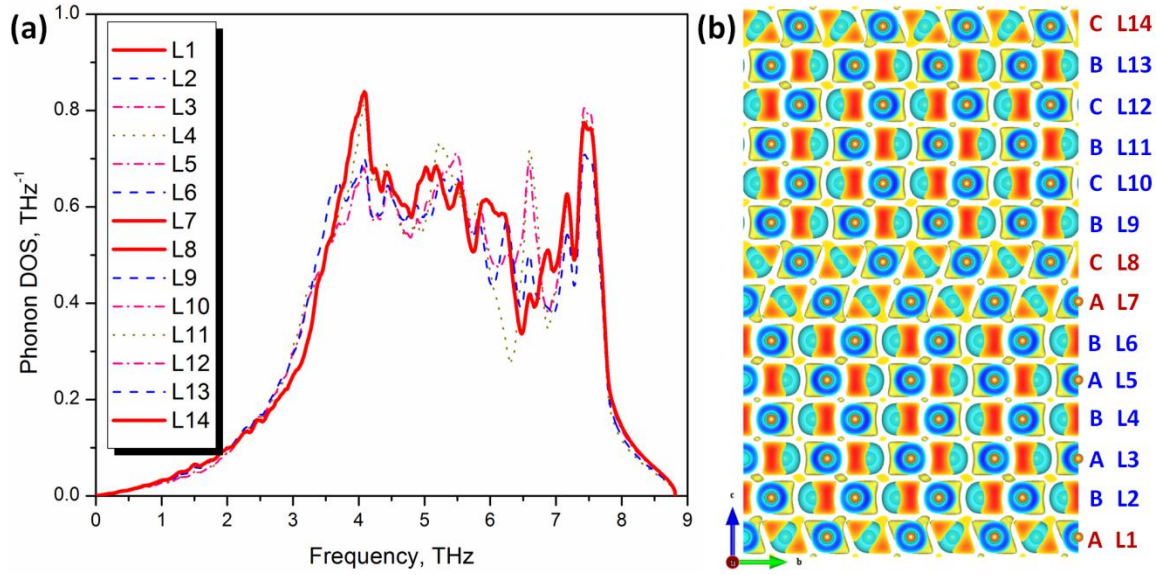 (a)
1.0
0.8
0.6
0.4
0.2
0.0
Phonon DOS, THz⁻¹
L1
L2
L3
L4
L5
L6
L7
L8
L9
L10
L11
L12
L13
L14
0 1 2 3 4 5 6 7 8 9
Frequency, THz
(b)
C L14
B L13
C L12
B L11
C L10
B L9
C L8
A L7
B L6
A L5
B L4
A L3
B L2
A L1
c
b